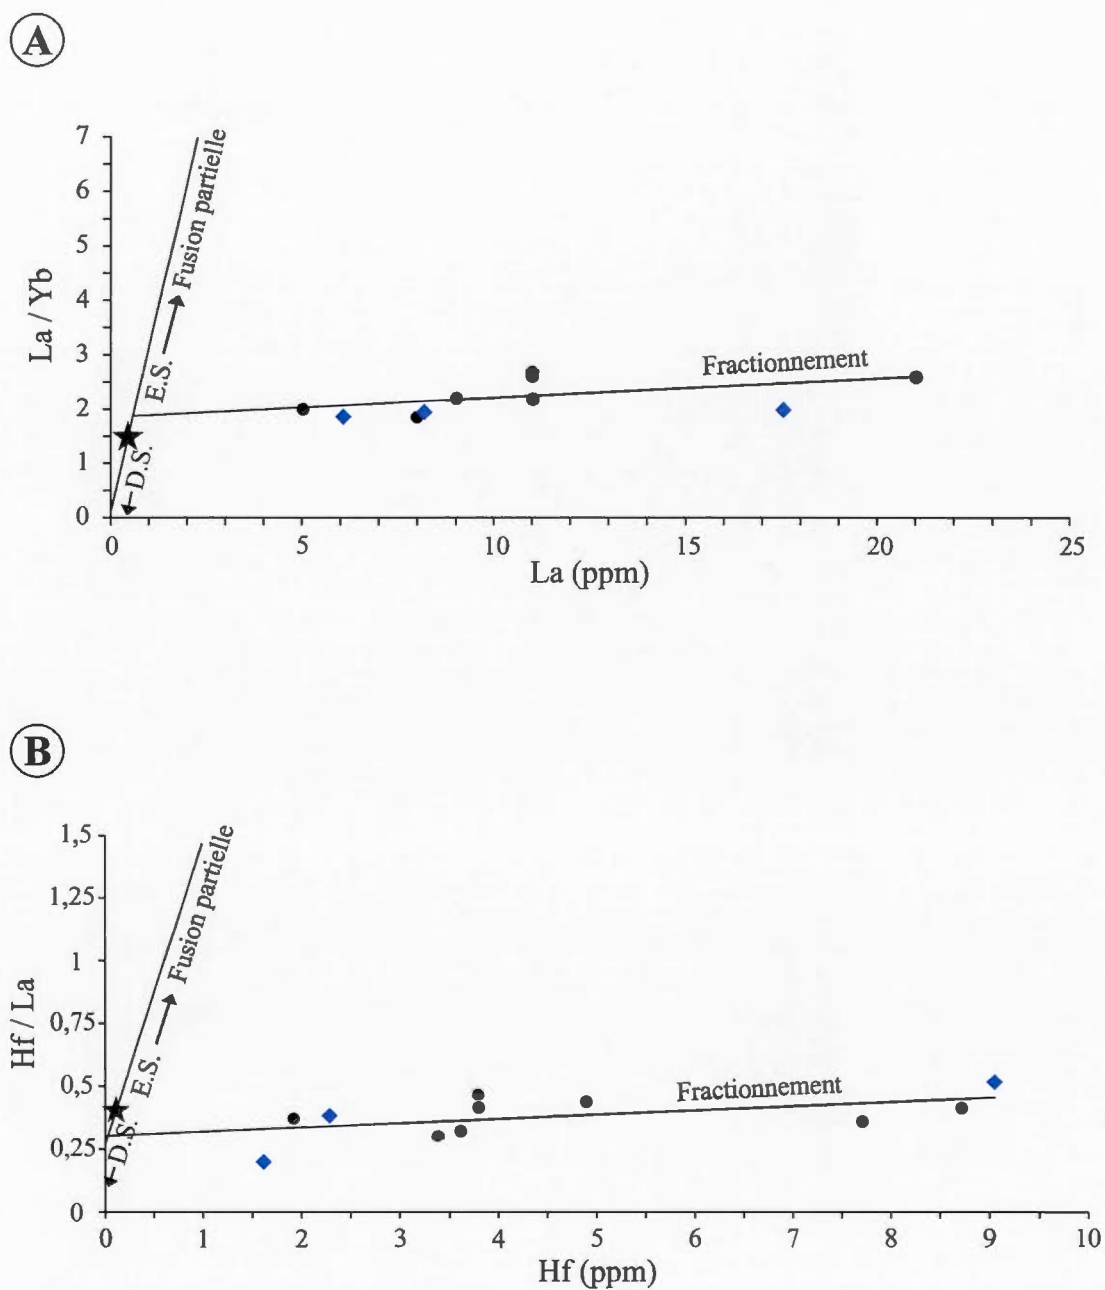 A
7
6
5
4
3
2
1
0
La / Yb
Fusion partielle
E.S.
D.S.
Fractionnement
0 5 10 15 20 25
La (ppm)
B
1,5
1,25
1
0,75
0,5
0,25
0
Hf / La
Fusion partielle
E.S.
D.S.
Fractionnement
0 1 2 3 4 5 6 7 8 9 10
Hf (ppm)